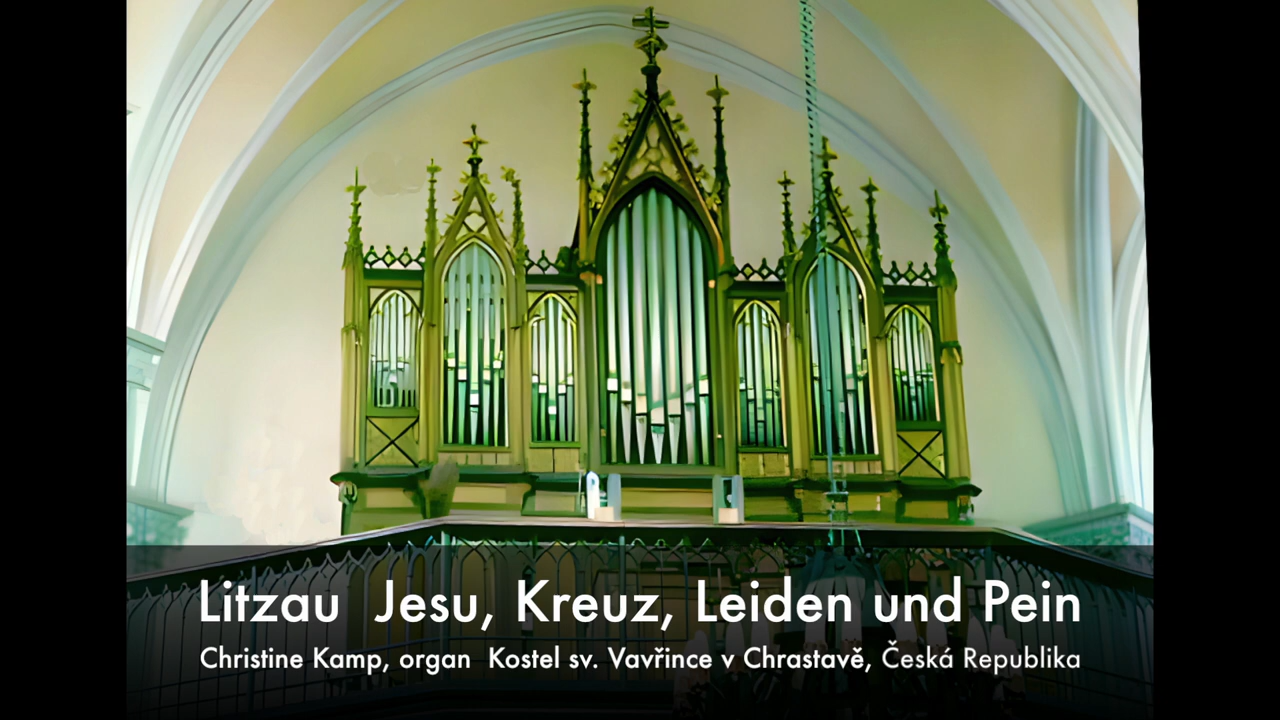 Litzau  Jesu, Kreuz, Leiden und Pein
Christine Kamp, organ  Kostel sv. Vavřince v Chrastavě, Česká Republika